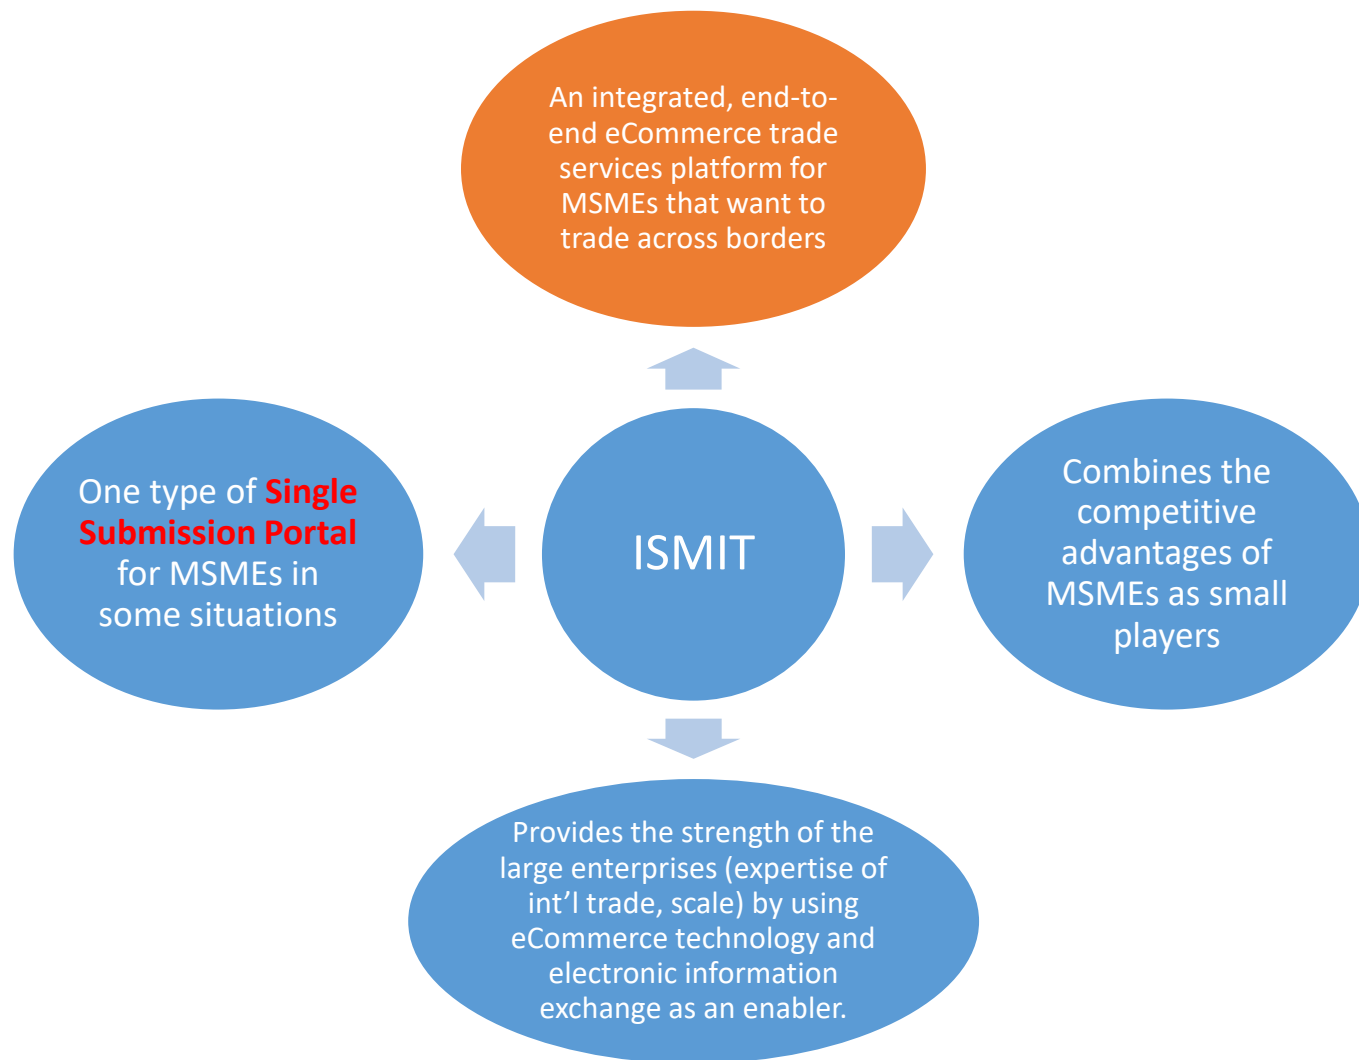 An integrated, end-to-
end eCommerce trade
services platform for
MSMEs that want to
trade across borders
One type of Single
Submission Portal
for MSMEs in
some situations
ISMIT
Combines the
competitive
advantages of
MSMEs as small
players
Provides the strength of the
large enterprises (expertise of
int’l trade, scale) by using
eCommerce technology and
electronic information
exchange as an enabler.